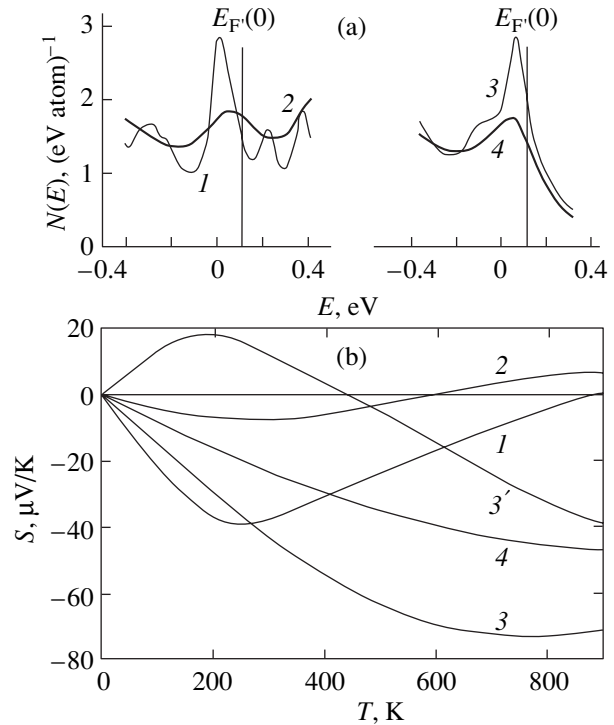 E_F'(0) (a) E_F'(0)
N(E), (eV atom)⁻¹
3
2
1
0
1
2
3
4
−0.4 0 0.4 −0.4 0 0.4
E, eV
(b)
S, μV/K
20
0
−20
−40
−60
−80
2
1
3′
4
3
0 200 400 600 800
T, K